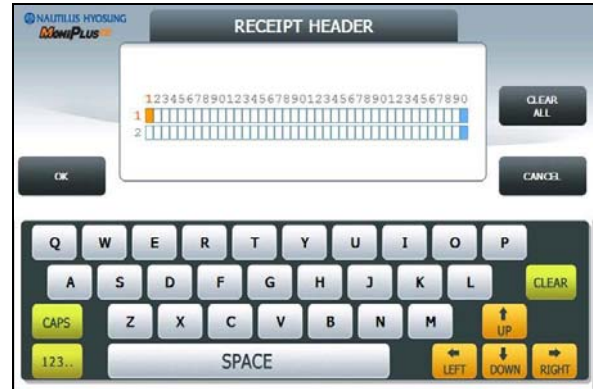 NAUTILUS HYOSUNG
MoniPlus
RECEIPT HEADER
1234567890123456789012345678901234567890
1
2
CLEAR
ALL
OK
CANCEL
Q W E R T Y U I O P
A S D F G H J K L CLEAR
CAPS Z X C V B N M UP
123.. SPACE LEFT DOWN RIGHT